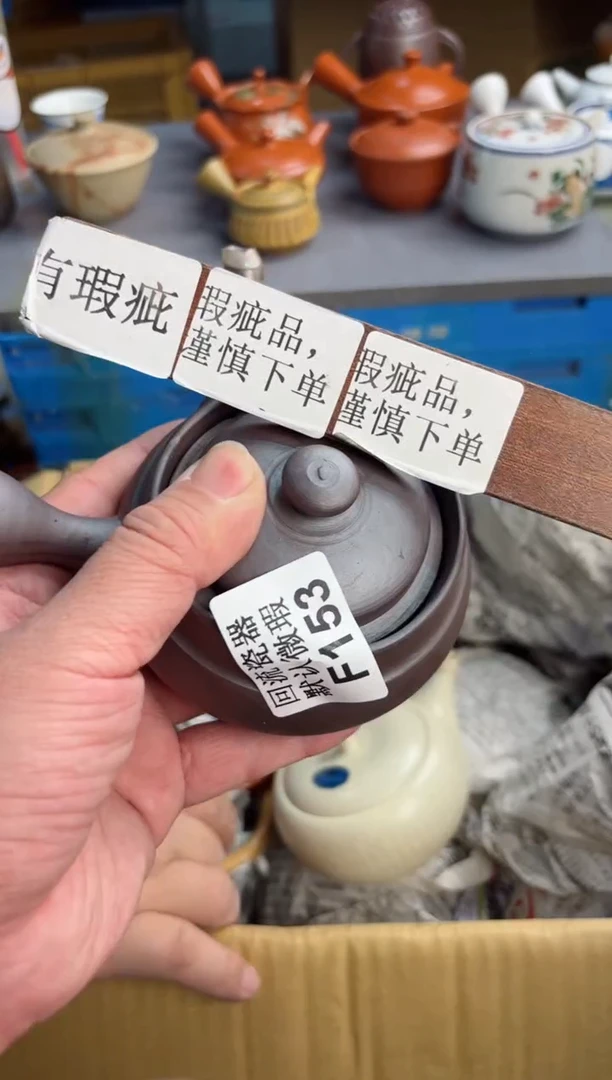 有瑕疵
瑕疵品，
谨慎下单
瑕疵品，
谨慎下单
回流瓷器
默认微瑕
F153